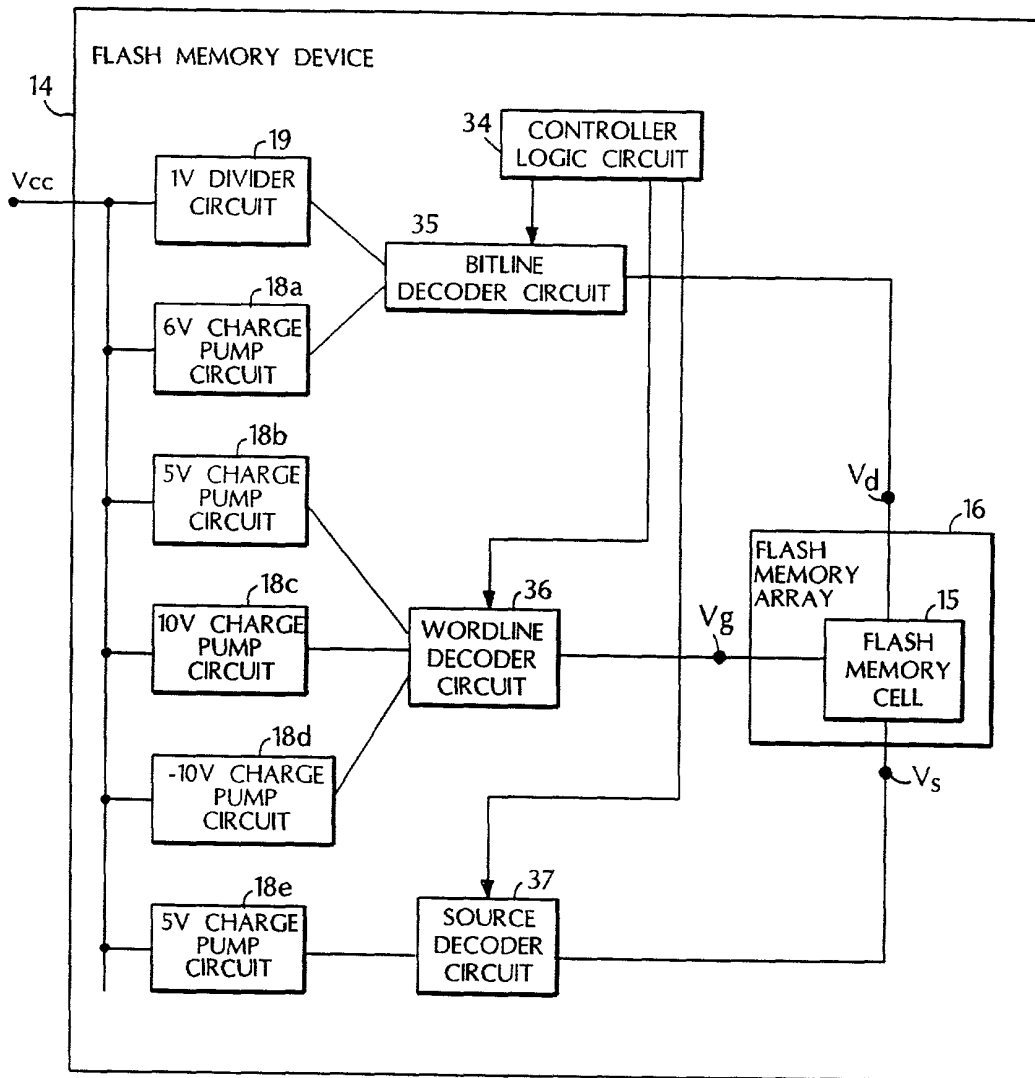 FLASH MEMORY DEVICE
14
Vcc
19
1V DIVIDER
CIRCUIT
34
CONTROLLER
LOGIC CIRCUIT
35
BITLINE
DECODER CIRCUIT
18a
6V CHARGE
PUMP
CIRCUIT
18b
5V CHARGE
PUMP
CIRCUIT
Vd
16
FLASH
MEMORY
ARRAY
18c
10V CHARGE
PUMP
CIRCUIT
36
WORDLINE
DECODER
CIRCUIT
Vg
15
FLASH
MEMORY
CELL
18d
-10V CHARGE
PUMP
CIRCUIT
Vs
18e
5V CHARGE
PUMP
CIRCUIT
37
SOURCE
DECODER
CIRCUIT